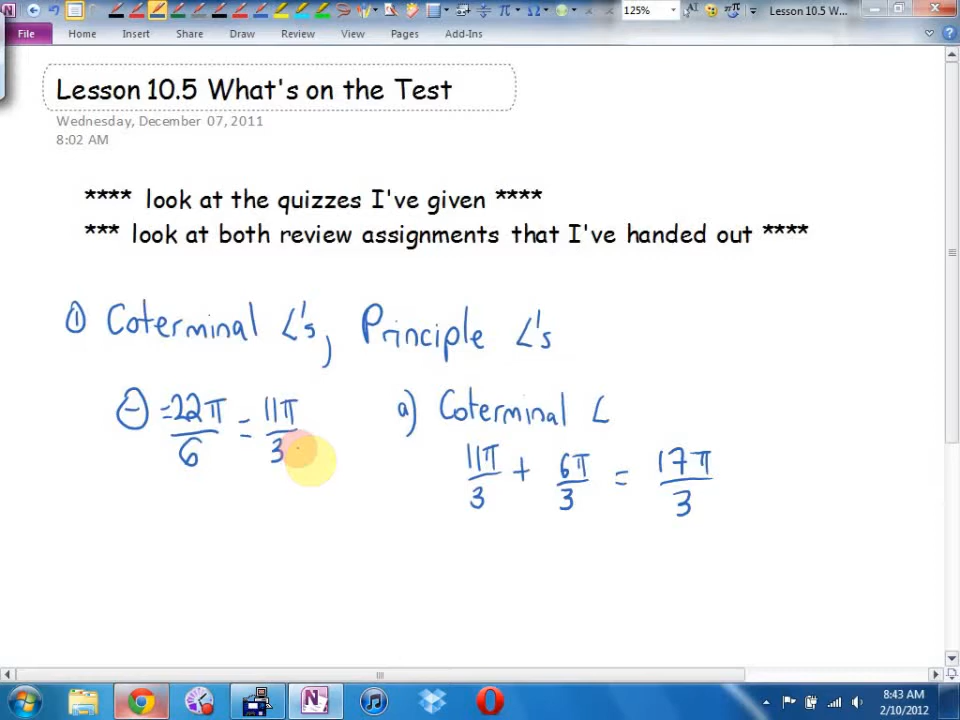 125%
Lesson 10.5 W...
File Home Insert Share Draw Review View Pages Add-Ins
Lesson 10.5 What's on the Test
Wednesday, December 07, 2011
8:02 AM
**** look at the quizzes I've given ****
*** look at both review assignments that I've handed out ****
① Coterminal ∠'s, Principle ∠'s
Θ = 22π/6 = 11π/3
a) Coterminal ∠
11π/3 + 6π/3 = 17π/3
8:43 AM
2/10/2012